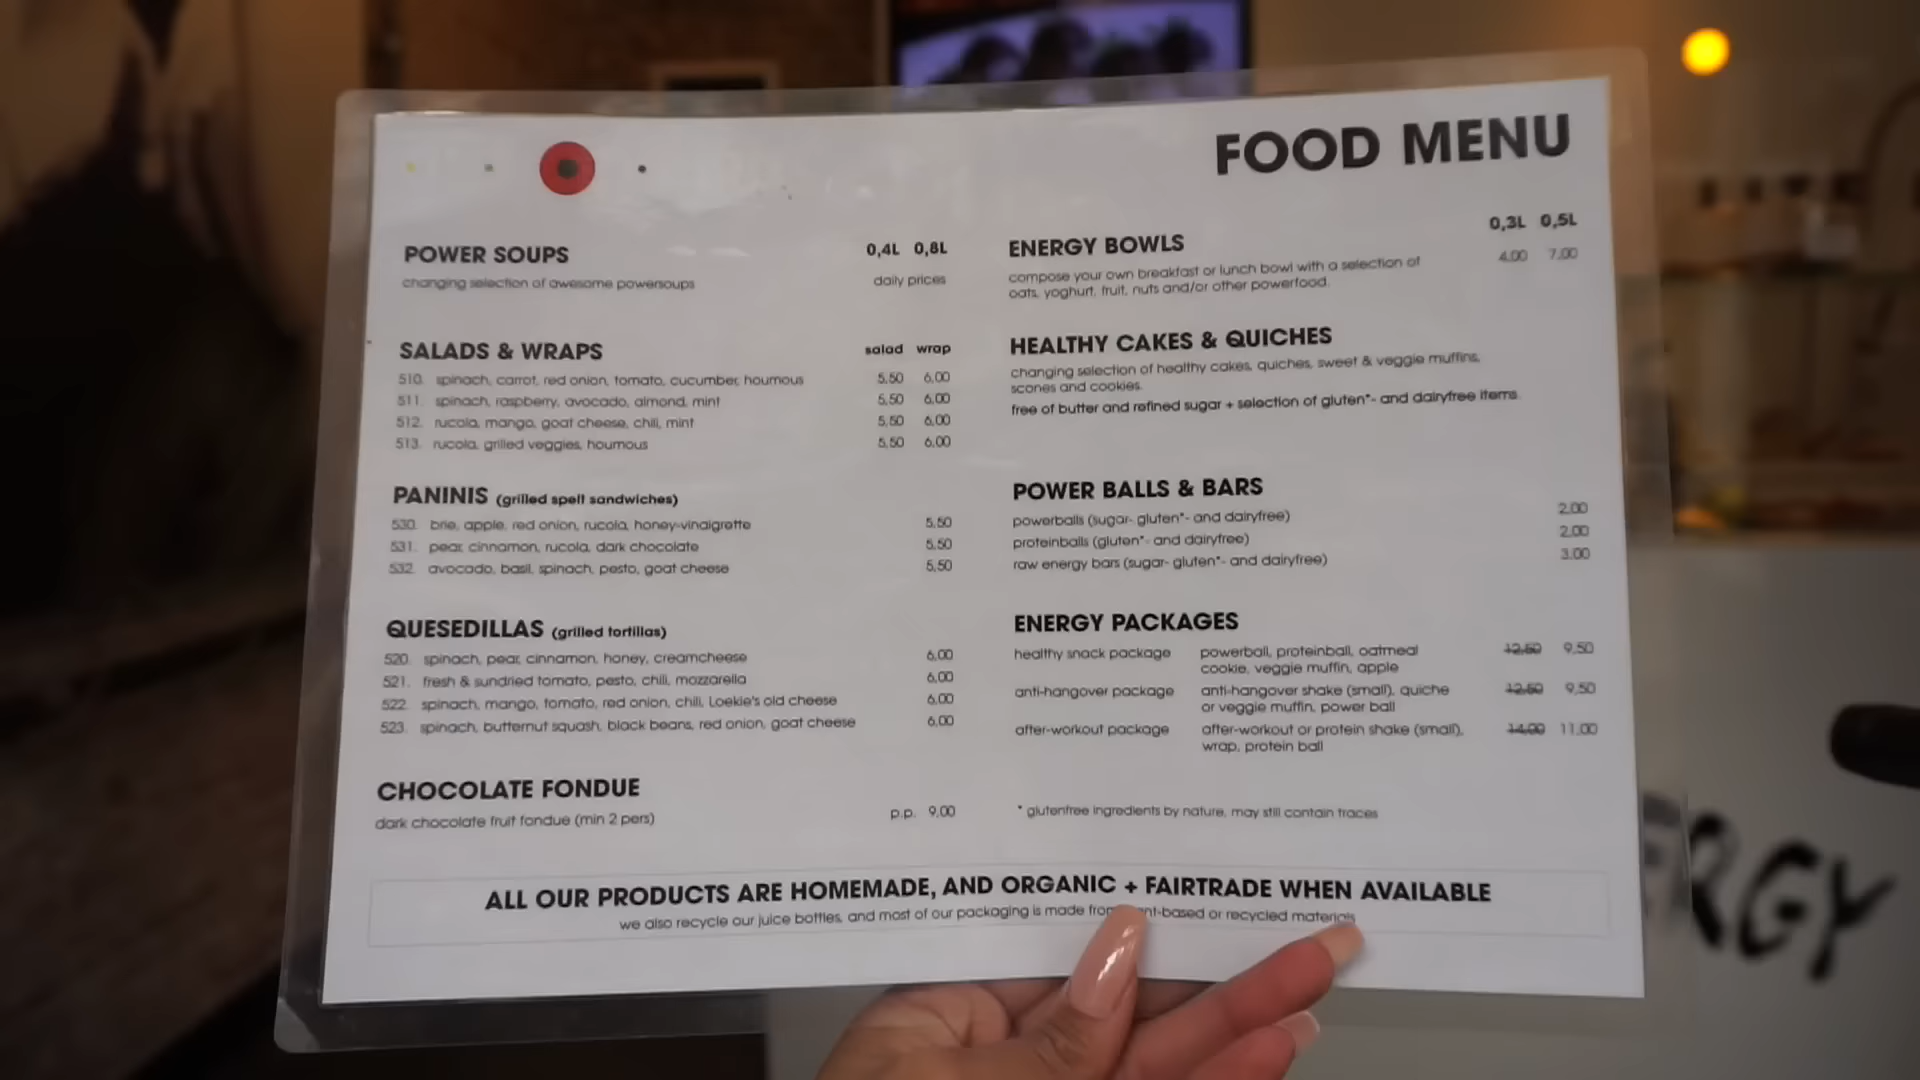 FOOD MENU
POWER SOUPS 0,4L 0,8L
changing selection of awesome powersoups daily prices
SALADS & WRAPS salad wrap
510. spinach, carrot, red onion, tomato, cucumber, houmous 5,50 6,00
511. spinach, raspberry, avocado, almond, mint 5,50 6,00
512. rucola, mango, goat cheese, chili, mint 5,50 6,00
513. rucola, grilled veggies, houmous 5,50 6,00
PANINIS (grilled spelt sandwiches)
530. brie, apple, red onion, rucola, honey-vinaigrette 5,50
531. pear, cinnamon, rucola, dark chocolate 5,50
532. avocado, basil, spinach, pesto, goat cheese 5,50
QUESEDILLAS (grilled tortillas)
520. spinach, pear, cinnamon, honey, creamcheese 6,00
521. fresh & sundried tomato, pesto, chili, mozzarella 6,00
522. spinach, mango, tomato, red onion, chili, Loekie's old cheese 6,00
523. spinach, butternut squash, black beans, red onion, goat cheese 6,00
CHOCOLATE FONDUE
dark chocolate fruit fondue (min 2 pers) p.p. 9,00
0,3L 0,5L
ENERGY BOWLS 4,00 7,00
compose your own breakfast or lunch bowl with a selection of
oats, yoghurt, fruit, nuts and/or other powerfood.
HEALTHY CAKES & QUICHES
changing selection of healthy cakes, quiches, sweet & veggie muffins,
scones and cookies.
free of butter and refined sugar + selection of gluten*- and dairyfree items.
POWER BALLS & BARS
powerballs (sugar- gluten*- and dairyfree) 2,00
proteinballs (gluten*- and dairyfree) 2,00
raw energy bars (sugar- gluten*- and dairyfree) 3,00
ENERGY PACKAGES
healthy snack package powerball, proteinball, oatmeal 12,50 9,50
cookie, veggie muffin, apple
anti-hangover package anti-hangover shake (small), quiche 12,50 9,50
or veggie muffin, power ball
after-workout package after-workout or protein shake (small), 14,00 11,00
wrap, protein ball
* glutenfree ingredients by nature, may still contain traces
ALL OUR PRODUCTS ARE HOMEMADE, AND ORGANIC + FAIRTRADE WHEN AVAILABLE
we also recycle our juice bottles, and most of our packaging is made from nt-based or recycled materials
ERGY